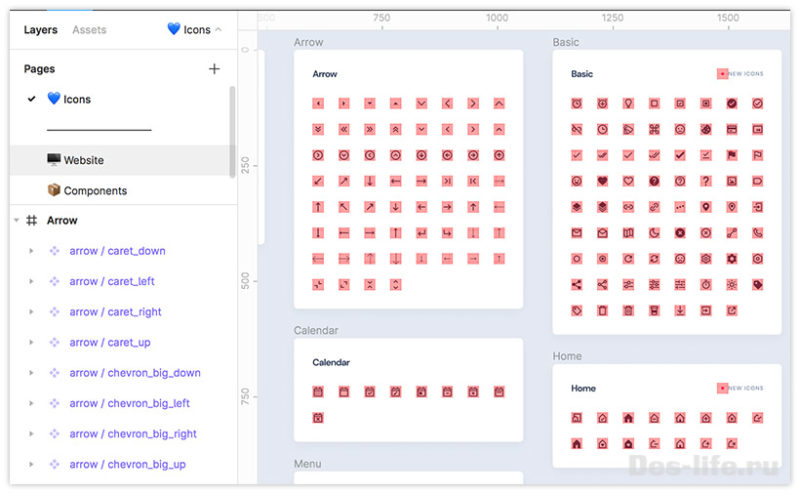 Layers Assets 💙 Icons
Pages +
💙 Icons
🖥️ Website
📦 Components
Arrow
arrow / caret_down
arrow / caret_left
arrow / caret_right
arrow / caret_up
arrow / chevron_big_down
arrow / chevron_big_left
arrow / chevron_big_right
arrow / chevron_big_up
500 750 1000 1250 1500
0
250
500
750
Arrow
Arrow
Calendar
Calendar
Menu
Basic
Basic
NEW ICONS
Home
Home
NEW ICONS
Des-life.ru